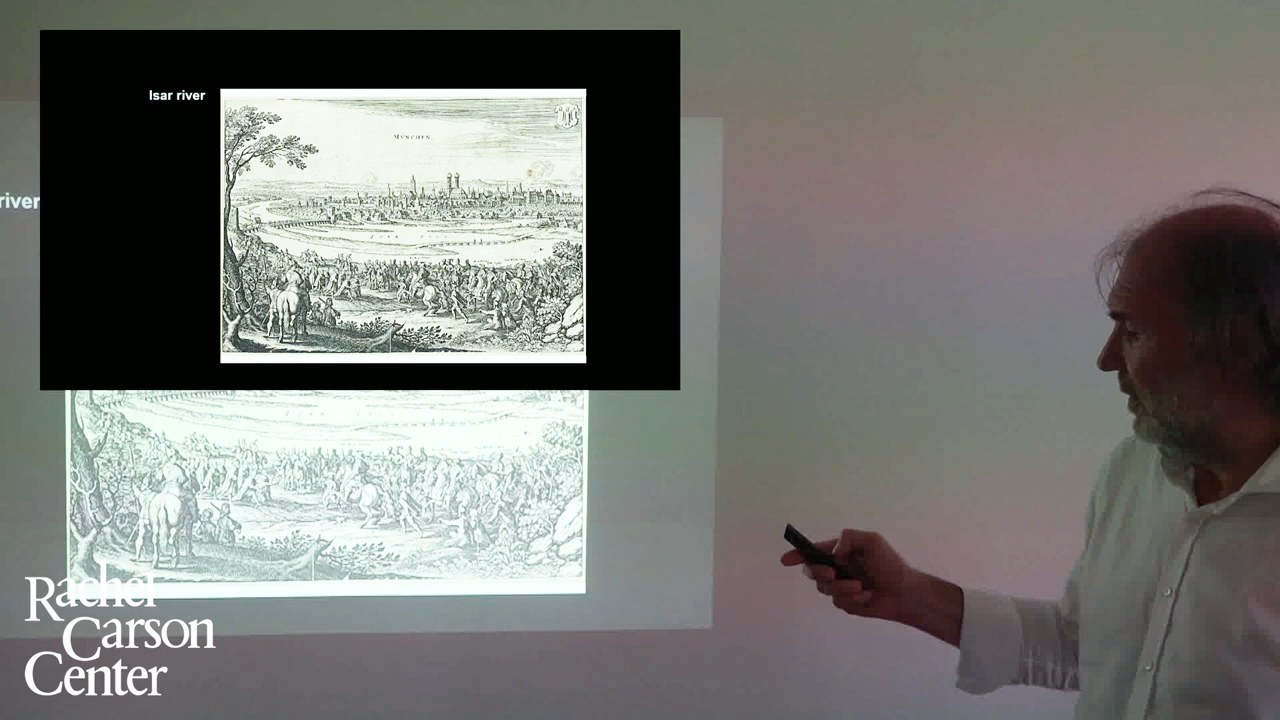 Isar river
MVNCHEN.
river
Rachel
Carson
Center